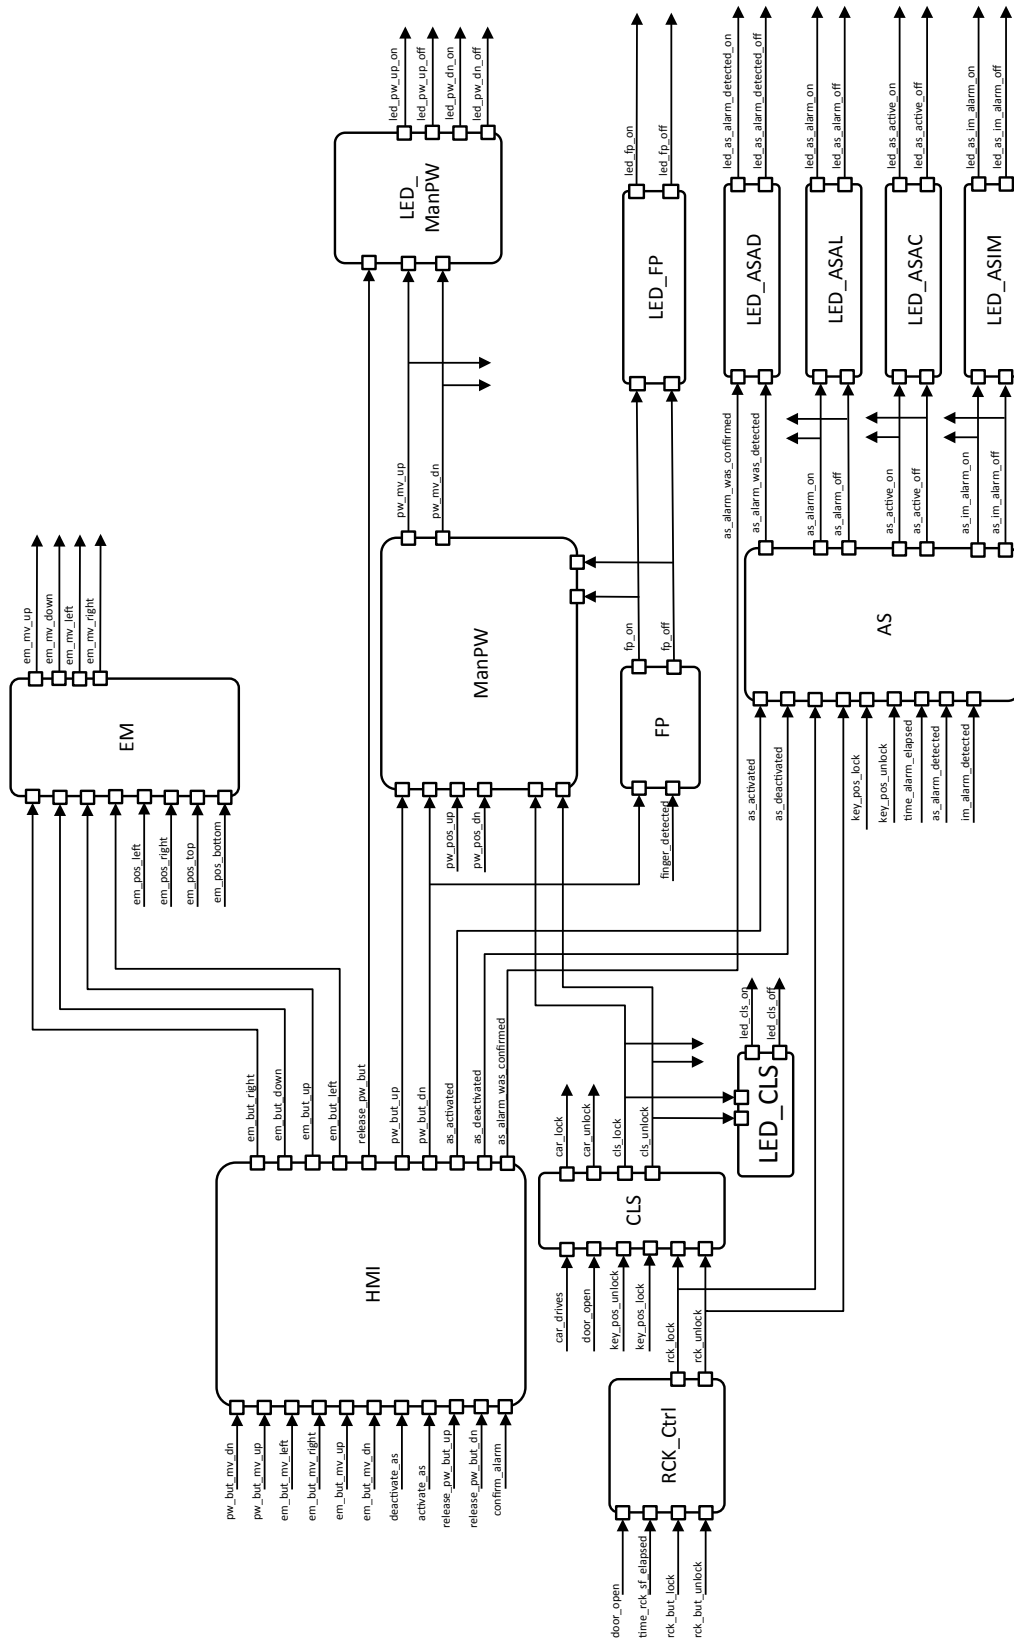 led_pw_up_on
led_pw_up_off
led_pw_dn_on
led_pw_dn_off
LED_
ManPW
led_fp_on
led_fp_off
LED_FP
led_as_alarm_detected_on
led_as_alarm_detected_off
LED_ASAD
led_as_alarm_on
led_as_alarm_off
LED_ASAL
led_as_active_on
led_as_active_off
LED_ASAC
led_as_im_alarm_on
led_as_im_alarm_off
LED_ASIM
em_mv_up
em_mv_down
em_mv_left
em_mv_right
EM
em_pos_left
em_pos_right
em_pos_top
em_pos_bottom
pw_mv_up
pw_mv_dn
ManPW
pw_pos_up
pw_pos_dn
fp_on
fp_off
FP
finger_detected
as_alarm_was_confirmed
as_alarm_was_detected
as_alarm_on
as_alarm_off
as_active_on
as_active_off
as_im_alarm_on
as_im_alarm_off
AS
as_activated
as_deactivated
key_pos_lock
key_pos_unlock
time_alarm_elapsed
as_alarm_detected
im_alarm_detected
em_but_right
em_but_down
em_but_up
em_but_left
release_pw_but
pw_but_up
pw_but_dn
as_activated
as_deactivated
as_alarm_was_confirmed
HMI
pw_but_mv_dn
pw_but_mv_up
em_but_mv_left
em_but_mv_right
em_but_mv_up
em_but_mv_dn
deactivate_as
activate_as
release_pw_but_up
release_pw_but_dn
confirm_alarm
car_lock
car_unlock
cls_lock
cls_unlock
CLS
car_drives
door_open
key_pos_unlock
key_pos_lock
led_cls_on
led_cls_off
LED_CLS
rck_lock
rck_unlock
RCK_Ctrl
door_open
time_rck_sf_elapsed
rck_but_lock
rck_but_unlock